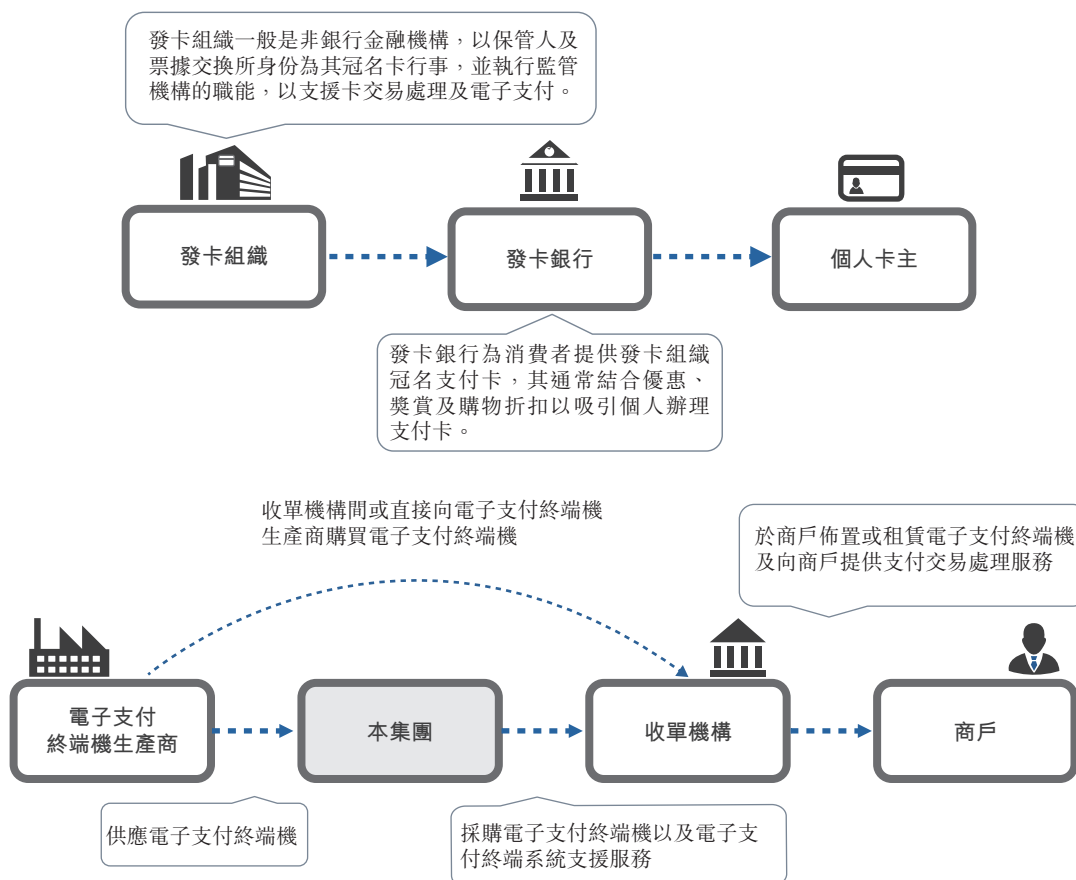 發卡組織一般是非銀行金融機構，以保管人及
票據交換所身份為其冠名卡行事，並執行監管
機構的職能，以支援卡交易處理及電子支付。
發卡組織
發卡銀行
個人卡主
發卡銀行為消費者提供發卡組織
冠名支付卡，其通常結合優惠、
獎賞及購物折扣以吸引個人辦理
支付卡。
收單機構間或直接向電子支付終端機
生產商購買電子支付終端機
於商戶佈置或租賃電子支付終端機
及向商戶提供支付交易處理服務
電子支付
終端機生產商
本集團
收單機構
商戶
供應電子支付終端機
採購電子支付終端機以及電子支
付終端系統支援服務